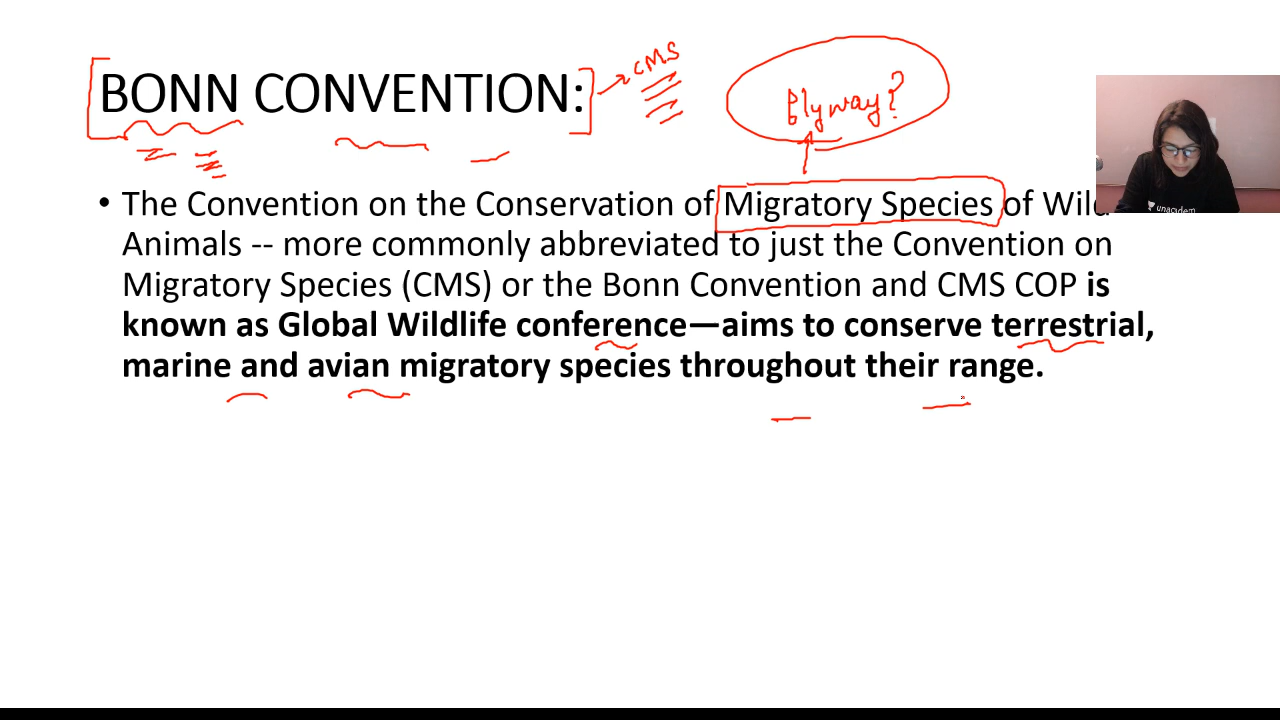 BONN CONVENTION:
CMS
Flyway?
• The Convention on the Conservation of Migratory Species of Wild
Animals -- more commonly abbreviated to just the Convention on
Migratory Species (CMS) or the Bonn Convention and CMS COP is
known as Global Wildlife conference—aims to conserve terrestrial,
marine and avian migratory species throughout their range.
unacadem